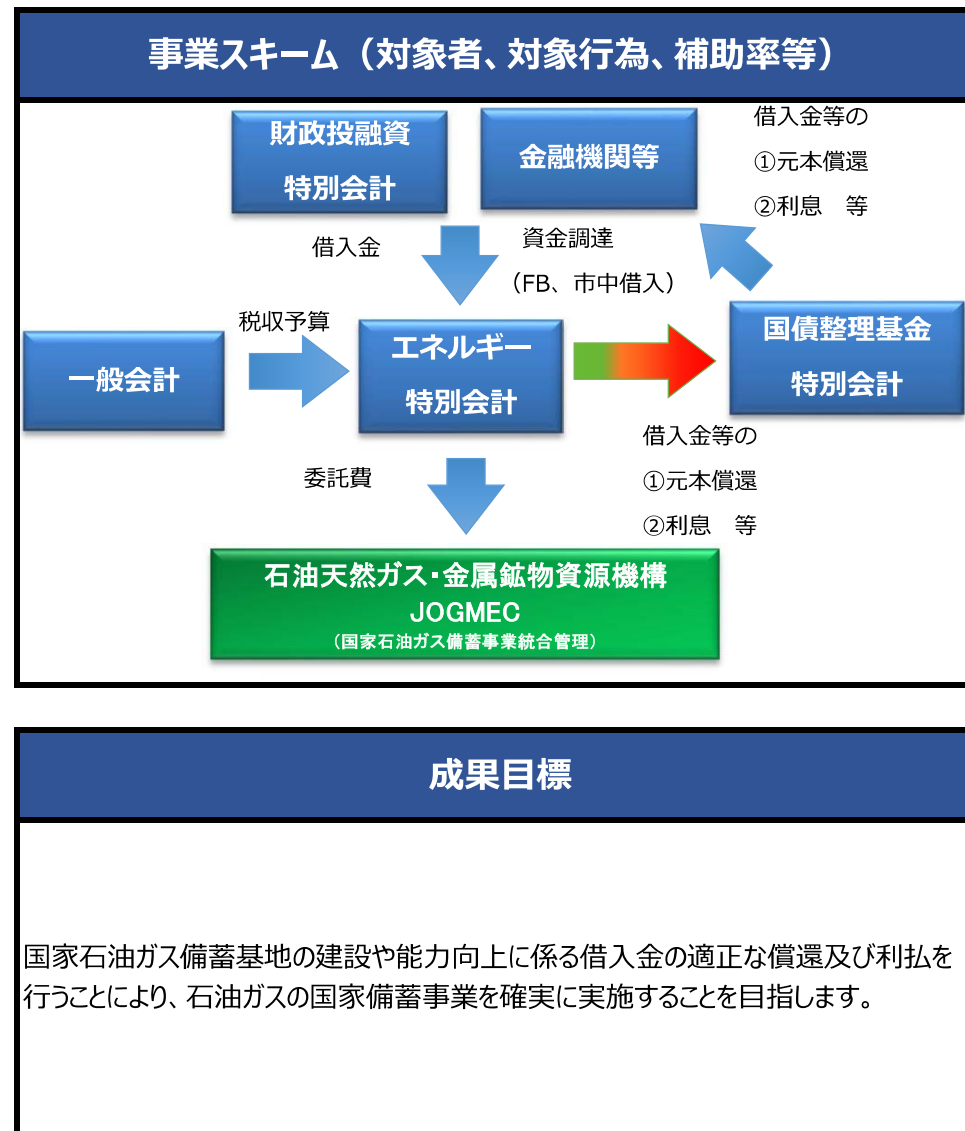 事業スキーム（対象者、対象行為、補助率等）
財政投融資
特別会計
金融機関等
借入金等の
①元本償還
②利息　等
借入金
資金調達
（FB、市中借入）
税収予算
一般会計
エネルギー
特別会計
国債整理基金
特別会計
委託費
借入金等の
①元本償還
②利息　等
石油天然ガス・金属鉱物資源機構
JOGMEC
（国家石油ガス備蓄事業統合管理）
成果目標
国家石油ガス備蓄基地の建設や能力向上に係る借入金の適正な償還及び利払を
行うことにより、石油ガスの国家備蓄事業を確実に実施することを目指します。